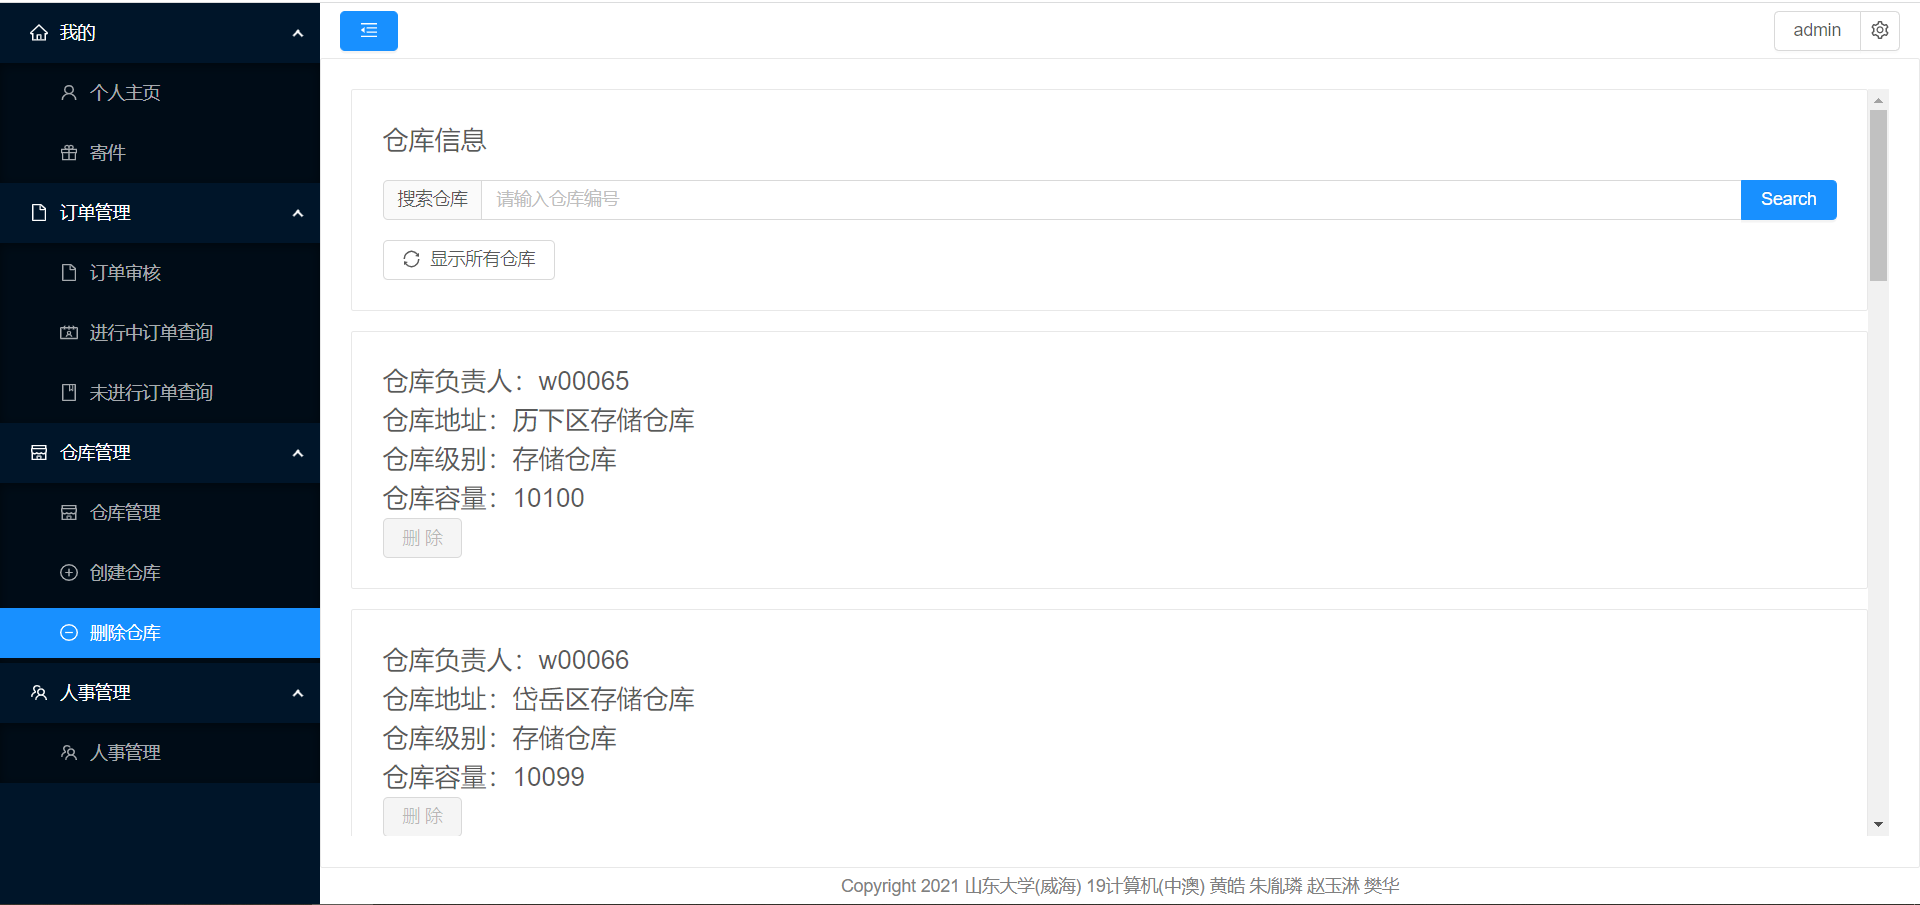 我的
个人主页
寄件
订单管理
订单审核
进行中订单查询
未进行订单查询
仓库管理
仓库管理
创建仓库
删除仓库
人事管理
人事管理
admin
仓库信息
搜索仓库 请输入仓库编号 Search
显示所有仓库
仓库负责人：w00065
仓库地址：历下区存储仓库
仓库级别：存储仓库
仓库容量：10100
删 除
仓库负责人：w00066
仓库地址：岱岳区存储仓库
仓库级别：存储仓库
仓库容量：10099
删 除
Copyright 2021 山东大学(威海) 19计算机(中澳) 黄皓 朱胤璘 赵玉淋 樊华